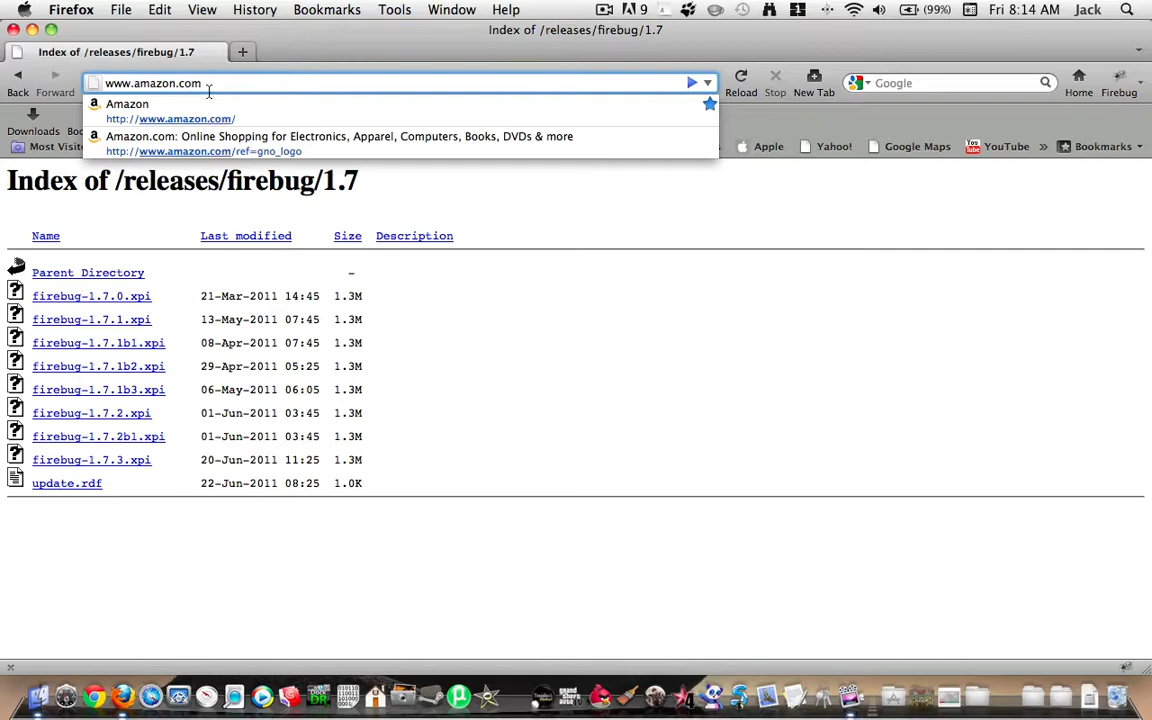 Firefox File Edit View History Bookmarks Tools Window Help 9 (99%) Fri 8:14 AM Jack
Index of /releases/firebug/1.7
Index of /releases/firebug/1.7
www.amazon.com
Google
Back Forward Reload Stop New Tab Home Firebug
Amazon
http://www.amazon.com/
Amazon.com: Online Shopping for Electronics, Apparel, Computers, Books, DVDs & more
http://www.amazon.com/ref=gno_logo
Downloads
Most Visite Apple Yahoo! Google Maps YouTube » Bookmarks
Index of /releases/firebug/1.7
Name Last modified Size Description
Parent Directory -
firebug-1.7.0.xpi 21-Mar-2011 14:45 1.3M
firebug-1.7.1.xpi 13-May-2011 07:45 1.3M
firebug-1.7.1b1.xpi 08-Apr-2011 07:45 1.3M
firebug-1.7.1b2.xpi 29-Apr-2011 05:25 1.3M
firebug-1.7.1b3.xpi 06-May-2011 06:05 1.3M
firebug-1.7.2.xpi 01-Jun-2011 03:45 1.3M
firebug-1.7.2b1.xpi 01-Jun-2011 03:45 1.3M
firebug-1.7.3.xpi 20-Jun-2011 11:25 1.3M
update.rdf 22-Jun-2011 08:25 1.0K